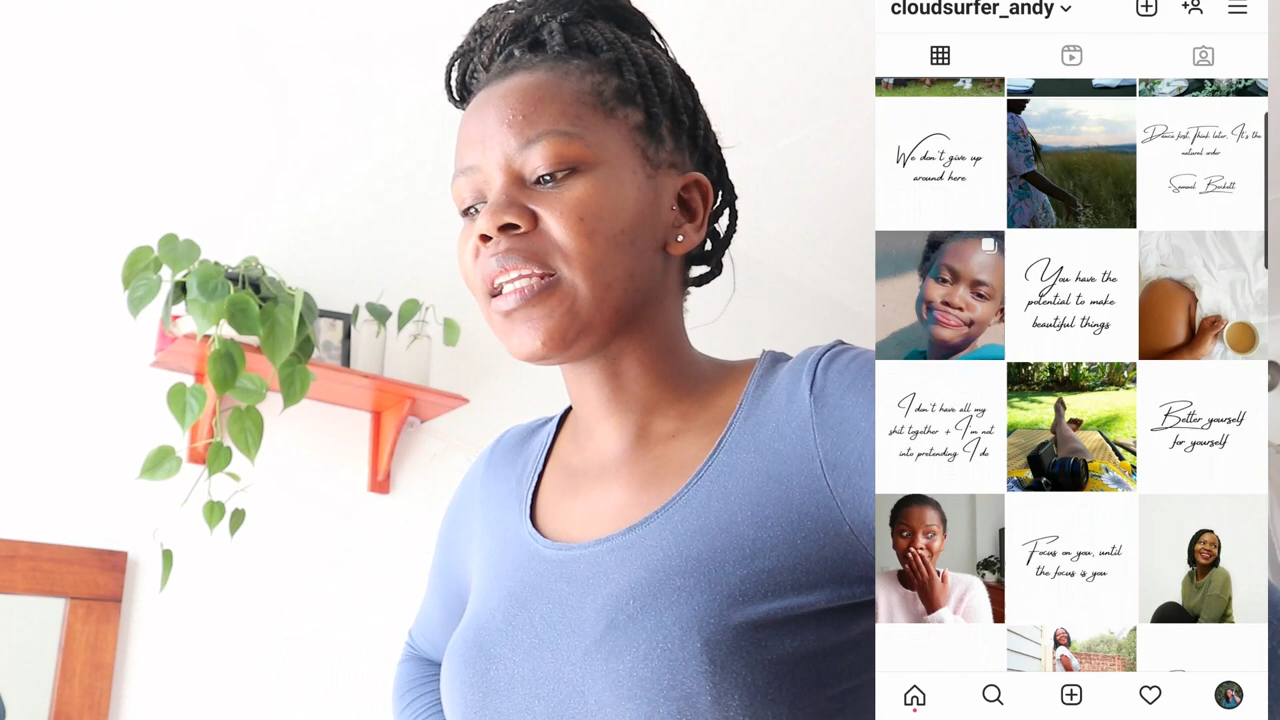 cloudsurfer_andy
We don't give up
around here
Dance first. Think later. It's the
natural order
-Samuel Beckett
You have the
potential to make
beautiful things
I don't have all my
shit together + I'm not
into pretending I do
Better yourself
for yourself
Focus on you, until
the focus is you